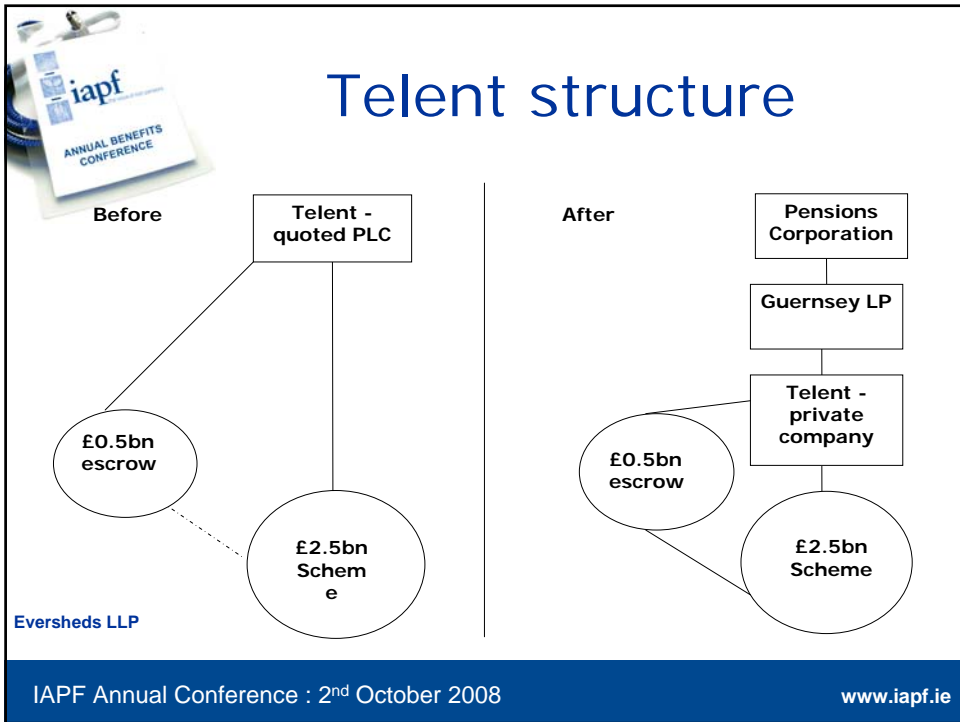 iapf
ANNUAL BENEFITS
CONFERENCE
Telent structure
Before
Telent -
quoted PLC
£0.5bn
escrow
£2.5bn
Schem
e
After
Pensions
Corporation
Guernsey LP
Telent -
private
company
£0.5bn
escrow
£2.5bn
Scheme
Eversheds LLP
IAPF Annual Conference : 2nd October 2008
www.iapf.ie